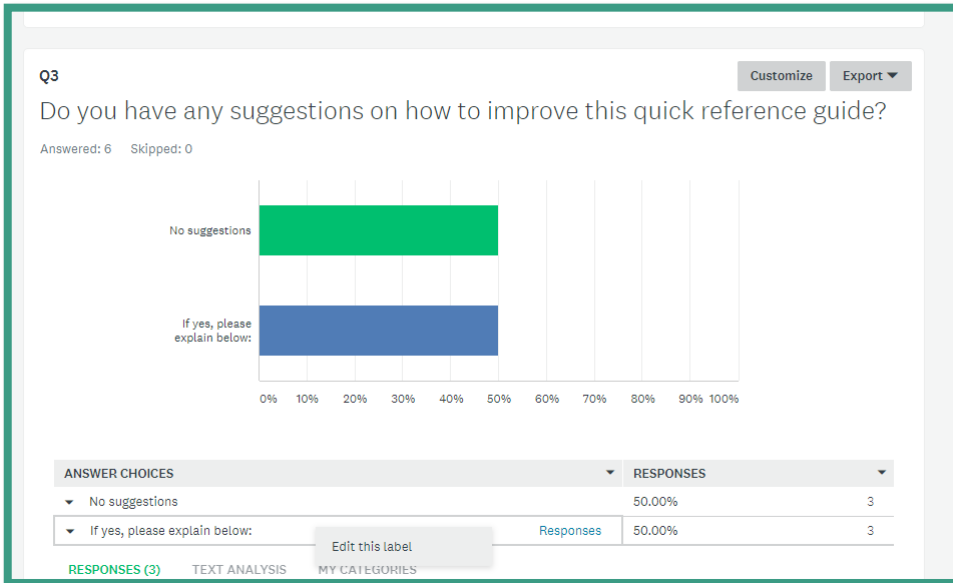 Q3
Customize
Export
Do you have any suggestions on how to improve this quick reference guide?
Answered: 6 Skipped: 0
No suggestions
If yes, please
explain below:
0% 10% 20% 30% 40% 50% 60% 70% 80% 90% 100%
ANSWER CHOICES RESPONSES
No suggestions 50.00% 3
If yes, please explain below: Responses 50.00% 3
Edit this label
RESPONSES (3) TEXT ANALYSIS MY CATEGORIES